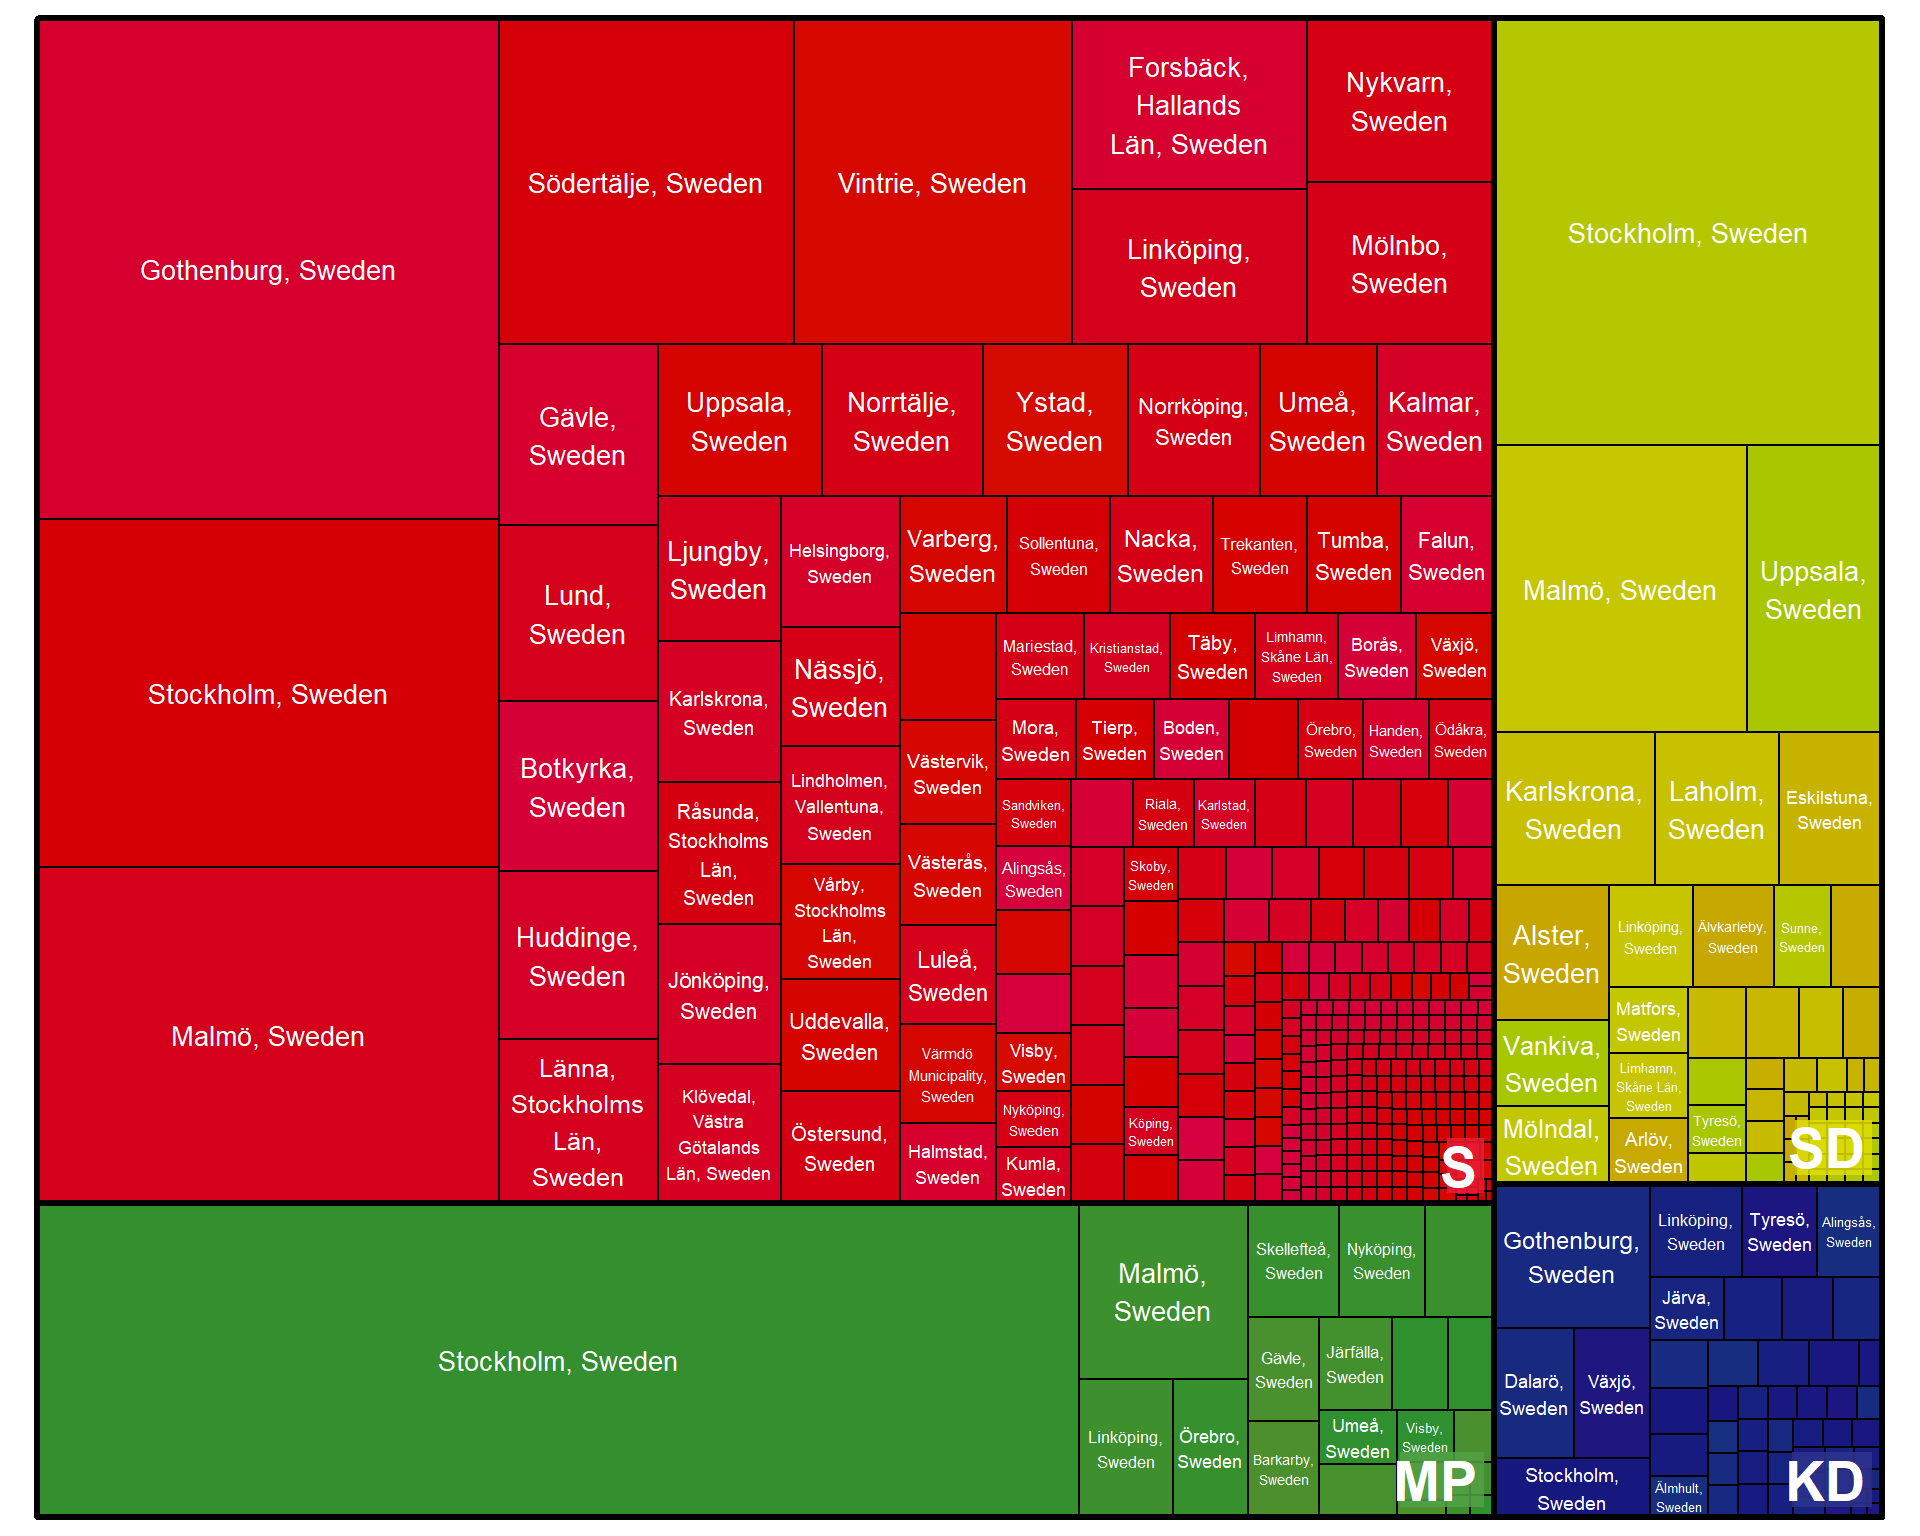 Gothenburg, Sweden
Stockholm, Sweden
Malmö, Sweden
Södertälje, Sweden
Vintrie, Sweden
Forsbäck,
Hallands
Län, Sweden
Nykvarn,
Sweden
Linköping,
Sweden
Mölnbo,
Sweden
Gävle,
Sweden
Uppsala,
Sweden
Norrtälje,
Sweden
Ystad,
Sweden
Norrköping,
Sweden
Umeå,
Sweden
Kalmar,
Sweden
Lund,
Sweden
Botkyrka,
Sweden
Huddinge,
Sweden
Länna,
Stockholms
Län,
Sweden
Ljungby,
Sweden
Karlskrona,
Sweden
Råsunda,
Stockholms
Län,
Sweden
Jönköping,
Sweden
Klövedal,
Västra
Götalands
Län, Sweden
Helsingborg,
Sweden
Nässjö,
Sweden
Lindholmen,
Vallentuna,
Sweden
Vårby,
Stockholms
Län,
Sweden
Uddevalla,
Sweden
Östersund,
Sweden
Varberg,
Sweden
Sollentuna,
Sweden
Nacka,
Sweden
Trekanten,
Sweden
Tumba,
Sweden
Falun,
Sweden
Västervik,
Sweden
Västerås,
Sweden
Luleå,
Sweden
Värmdö
Municipality,
Sweden
Halmstad,
Sweden
Mariestad,
Sweden
Kristianstad,
Sweden
Täby,
Sweden
Limhamn,
Skåne Län,
Sweden
Borås,
Sweden
Växjö,
Sweden
Mora,
Sweden
Tierp,
Sweden
Boden,
Sweden
Örebro,
Sweden
Handen,
Sweden
Ödåkra,
Sweden
Sandviken,
Sweden
Riala,
Sweden
Karlstad,
Sweden
Alingsås,
Sweden
Skoby,
Sweden
Visby,
Sweden
Nyköping,
Sweden
Kumla,
Sweden
Köping,
Sweden
S
Stockholm, Sweden
Malmö, Sweden
Uppsala,
Sweden
Karlskrona,
Sweden
Laholm,
Sweden
Eskilstuna,
Sweden
Alster,
Sweden
Vankiva,
Sweden
Mölndal,
Sweden
Linköping,
Sweden
Älvkarleby,
Sweden
Sunne,
Sweden
Matfors,
Sweden
Limhamn,
Skåne Län,
Sweden
Arlöv,
Sweden
Tyresö,
Sweden
SD
Stockholm, Sweden
Malmö,
Sweden
Linköping,
Sweden
Örebro,
Sweden
Skellefteå,
Sweden
Nyköping,
Sweden
Gävle,
Sweden
Järfälla,
Sweden
Barkarby,
Sweden
Umeå,
Sweden
Visby,
Sweden
MP
Gothenburg,
Sweden
Dalarö,
Sweden
Växjö,
Sweden
Stockholm,
Sweden
Linköping,
Sweden
Tyresö,
Sweden
Alingsås,
Sweden
Järva,
Sweden
Älmhult,
Sweden
KD